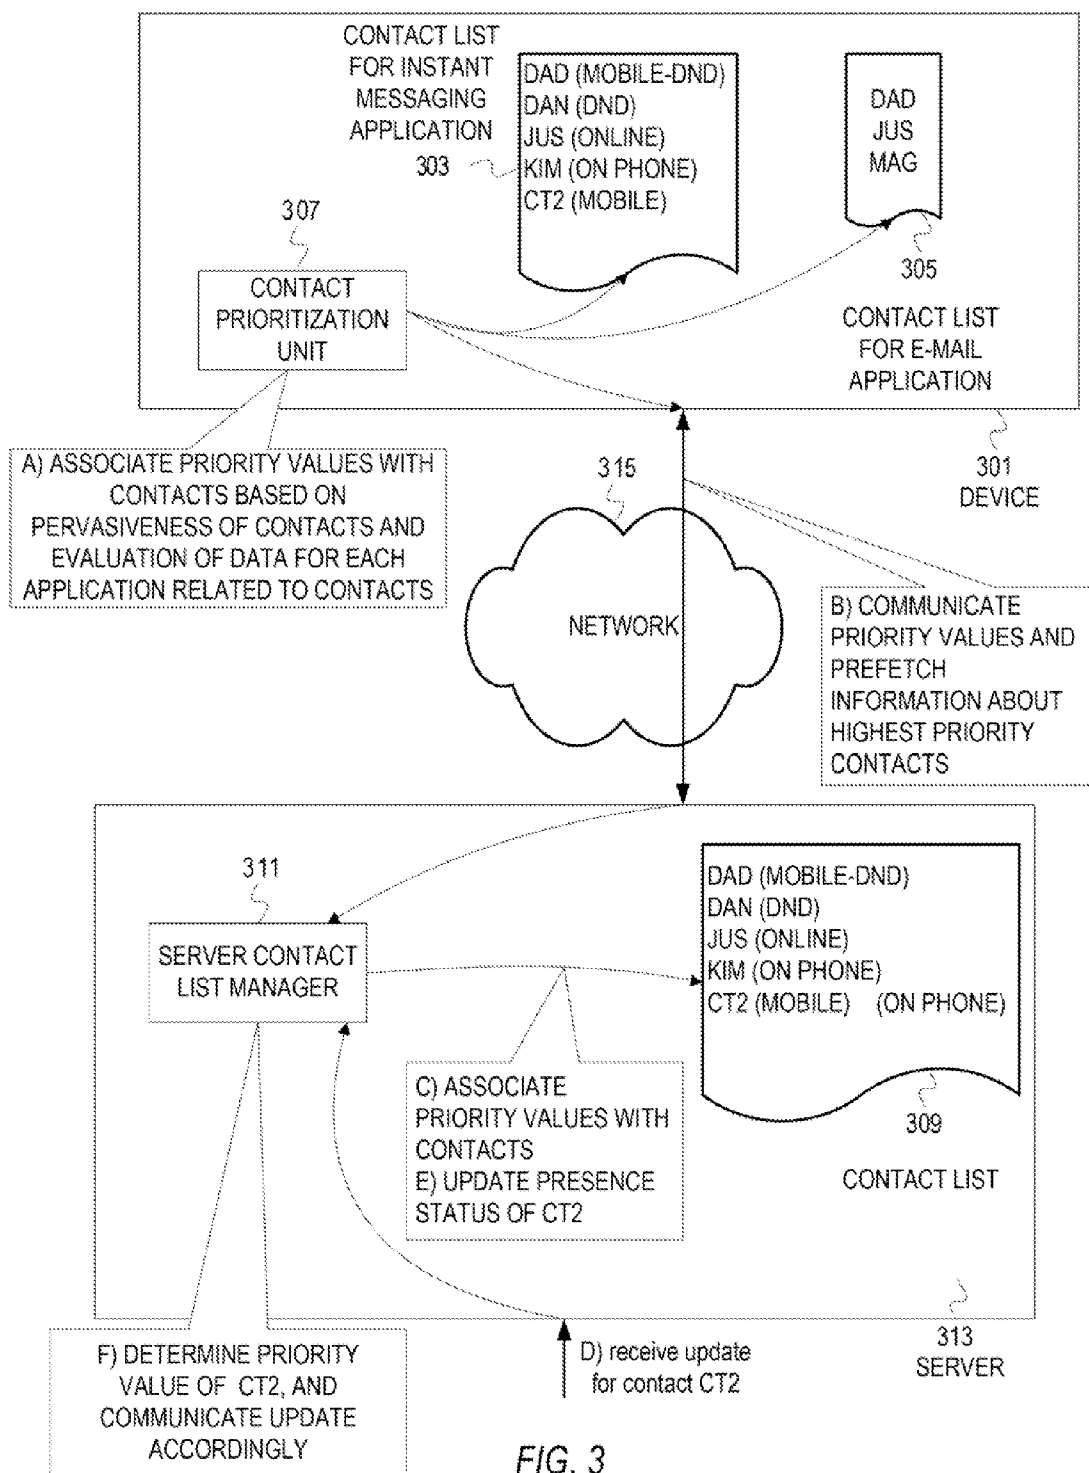 CONTACT LIST
FOR INSTANT
MESSAGING
APPLICATION
303
DAD (MOBILE-DND)
DAN (DND)
JUS (ONLINE)
KIM (ON PHONE)
CT2 (MOBILE)
DAD
JUS
MAG
305
CONTACT LIST
FOR E-MAIL
APPLICATION
307
CONTACT
PRIORITIZATION
UNIT
301
DEVICE
A) ASSOCIATE PRIORITY VALUES WITH
CONTACTS BASED ON
PERVASIVENESS OF CONTACTS AND
EVALUATION OF DATA FOR EACH
APPLICATION RELATED TO CONTACTS
315
NETWORK
B) COMMUNICATE
PRIORITY VALUES AND
PREFETCH
INFORMATION ABOUT
HIGHEST PRIORITY
CONTACTS
311
SERVER CONTACT
LIST MANAGER
DAD (MOBILE-DND)
DAN (DND)
JUS (ONLINE)
KIM (ON PHONE)
CT2 (MOBILE) (ON PHONE)
309
CONTACT LIST
C) ASSOCIATE
PRIORITY VALUES WITH
CONTACTS
E) UPDATE PRESENCE
STATUS OF CT2
313
SERVER
D) receive update
for contact CT2
F) DETERMINE PRIORITY
VALUE OF CT2, AND
COMMUNICATE UPDATE
ACCORDINGLY
FIG. 3